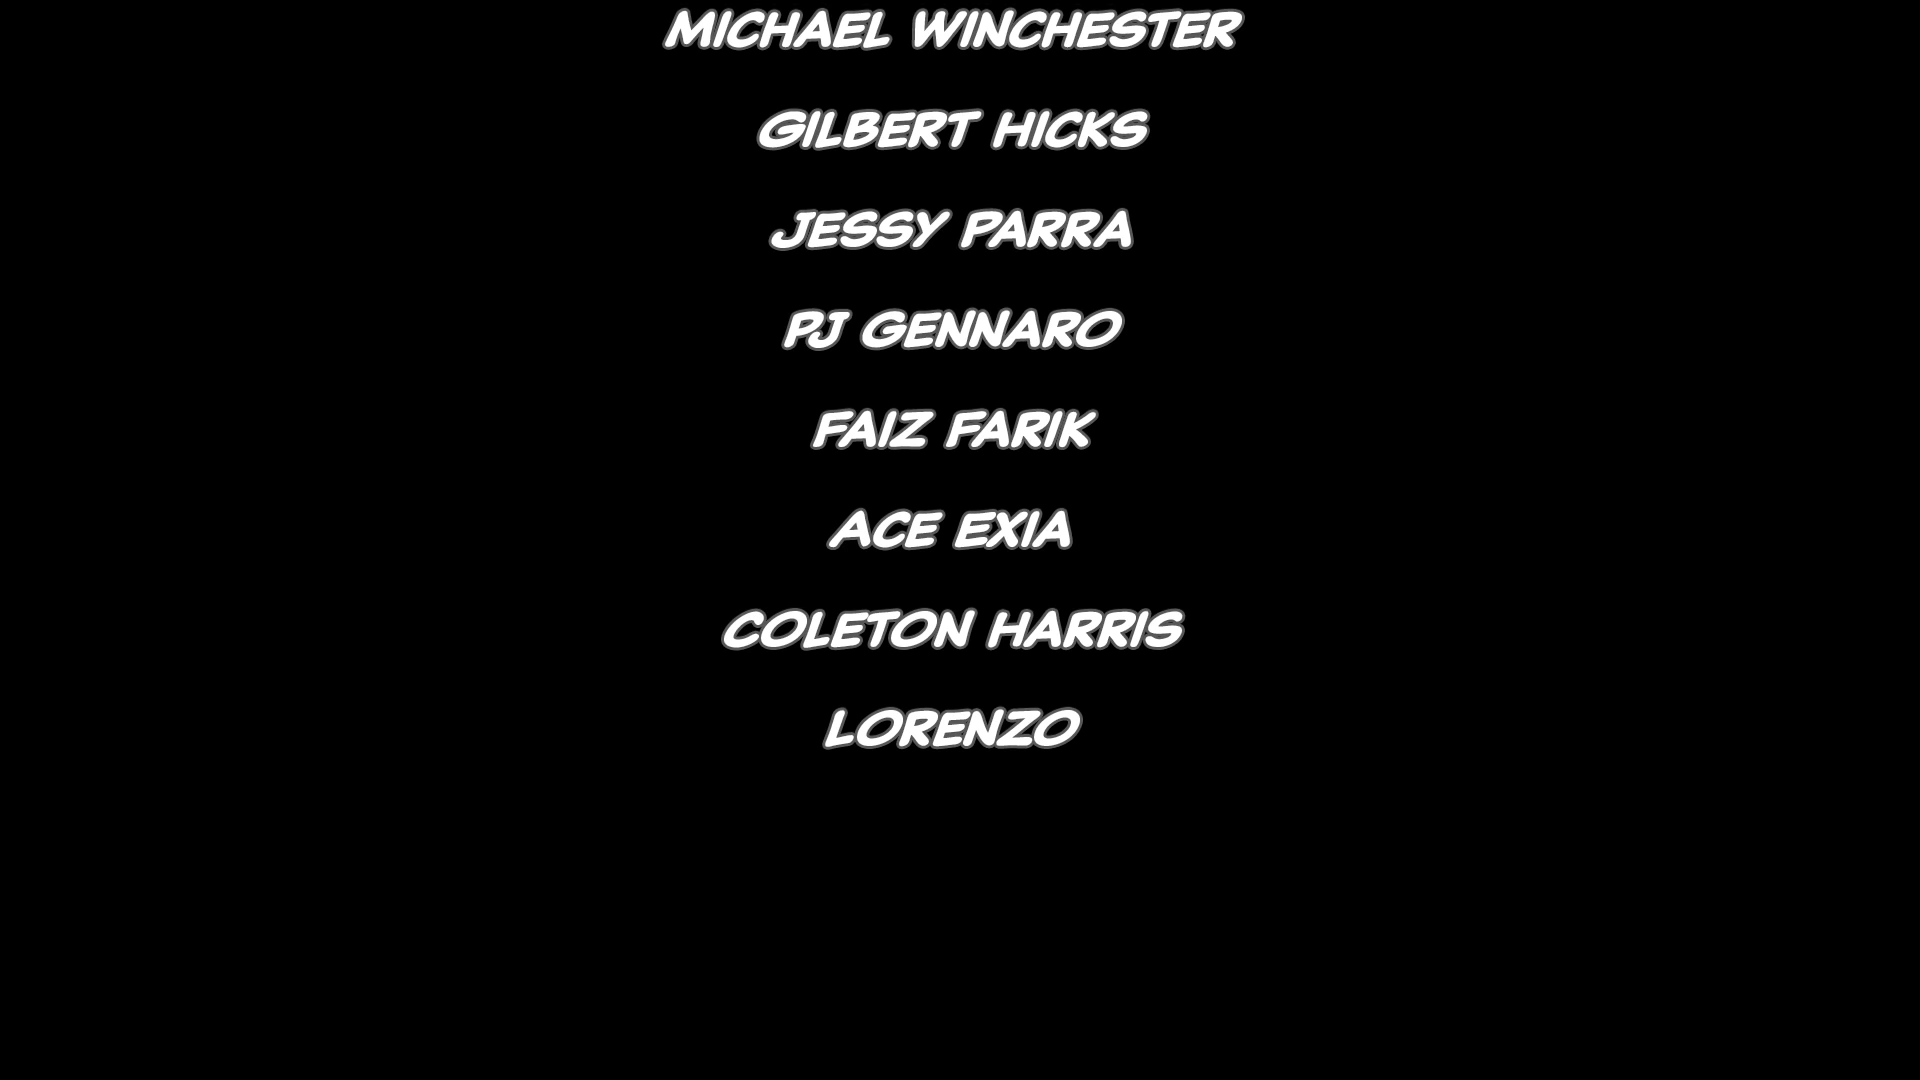 MICHAEL WINCHESTER
GILBERT HICKS
JESSY PARRA
PJ GENNARO
FAIZ FARIK
ACE EXIA
COLETON HARRIS
LORENZO